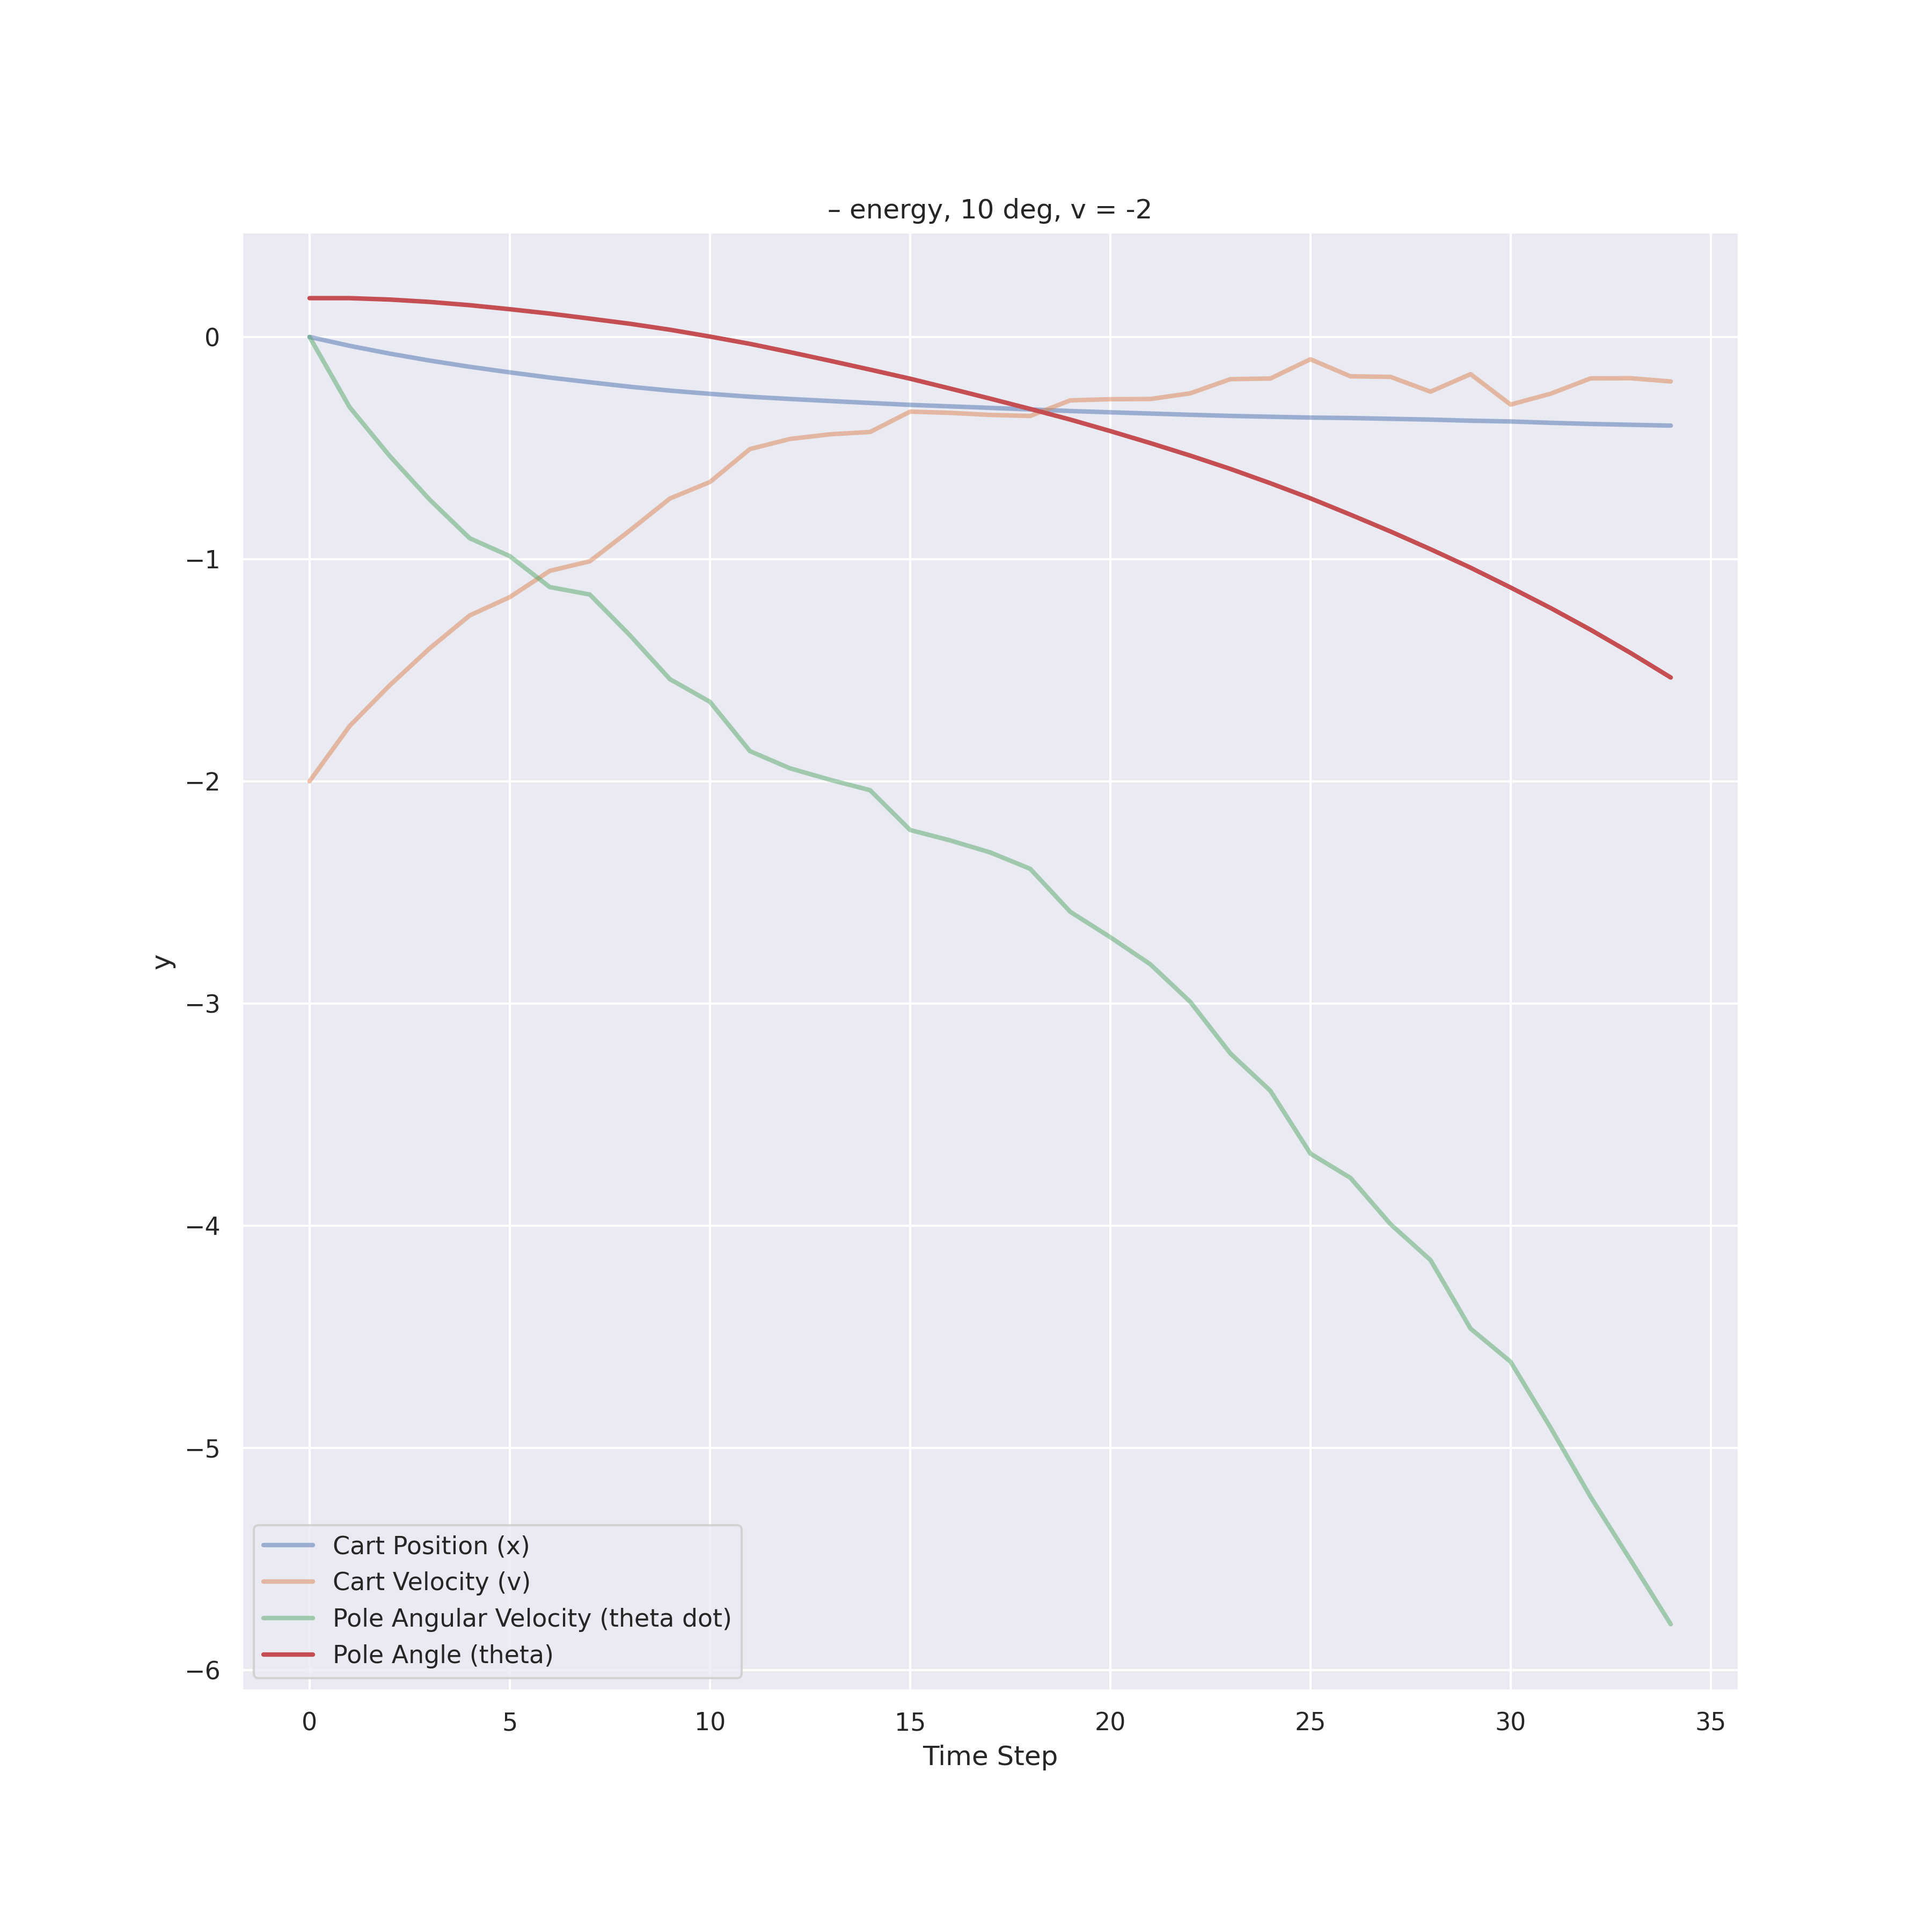 – energy, 10 deg, v = -2
0
−1
−2
−3
−4
−5
−6
y
Cart Position (x)
Cart Velocity (v)
Pole Angular Velocity (theta dot)
Pole Angle (theta)
0 5 10 15 20 25 30 35
Time Step